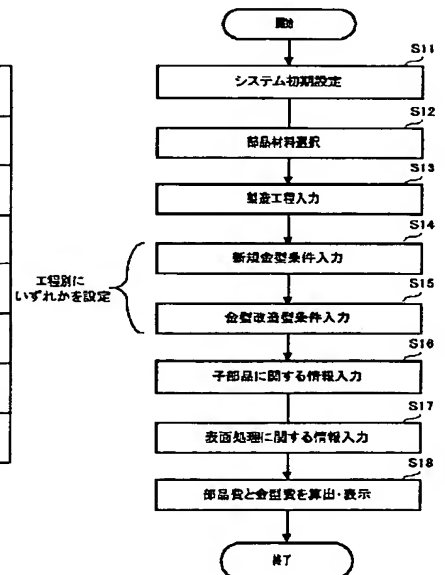 開始
S11
システム初期設定
S12
部品材料選択
S13
製造工程入力
S14
新規金型条件入力
工程別に
いずれかを設定
S15
金型改造型条件入力
S16
子部品に関する情報入力
S17
表面処理に関する情報入力
S18
部品費と金型費を算出・表示
終了